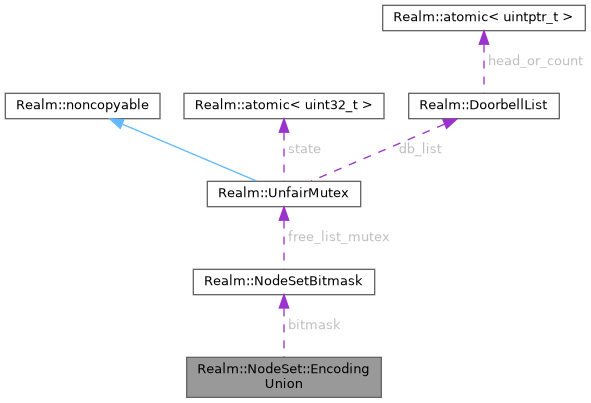 Realm::atomic< uintptr_t >
head_or_count
Realm::noncopyable
Realm::atomic< uint32_t >
Realm::DoorbellList
state
db_list
Realm::UnfairMutex
free_list_mutex
Realm::NodeSetBitmask
bitmask
Realm::NodeSet::Encoding
Union